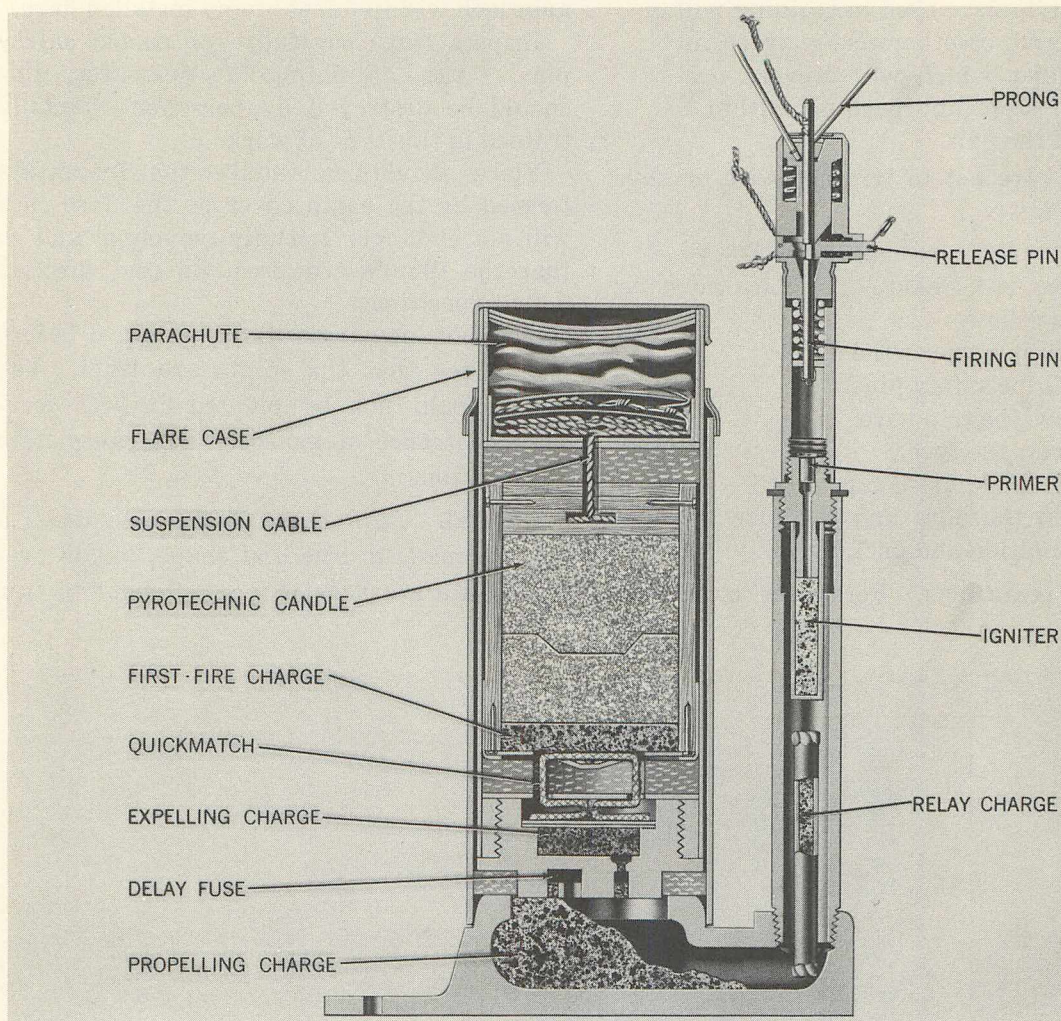 PRONG
RELEASE PIN
PARACHUTE
FIRING PIN
FLARE CASE
PRIMER
SUSPENSION CABLE
PYROTECHNIC CANDLE
IGNITER
FIRST-FIRE CHARGE
QUICKMATCH
RELAY CHARGE
EXPELLING CHARGE
DELAY FUSE
PROPELLING CHARGE